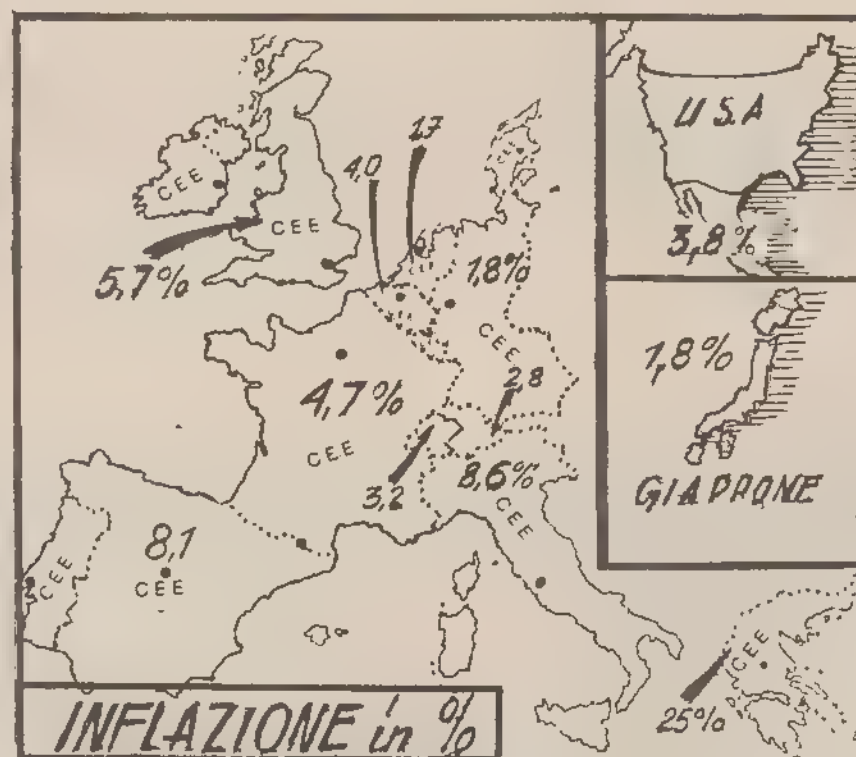 U.S.A
3,8%
1,8%
GIAPPONE
CEE
CEE
5,7%
4,0
1,7
1,8%
CEE
2,8
4,7%
CEE
3,2
8,6%
CEE
8,1
CEE
CEE
CEE
25%
INFLAZIONE in %